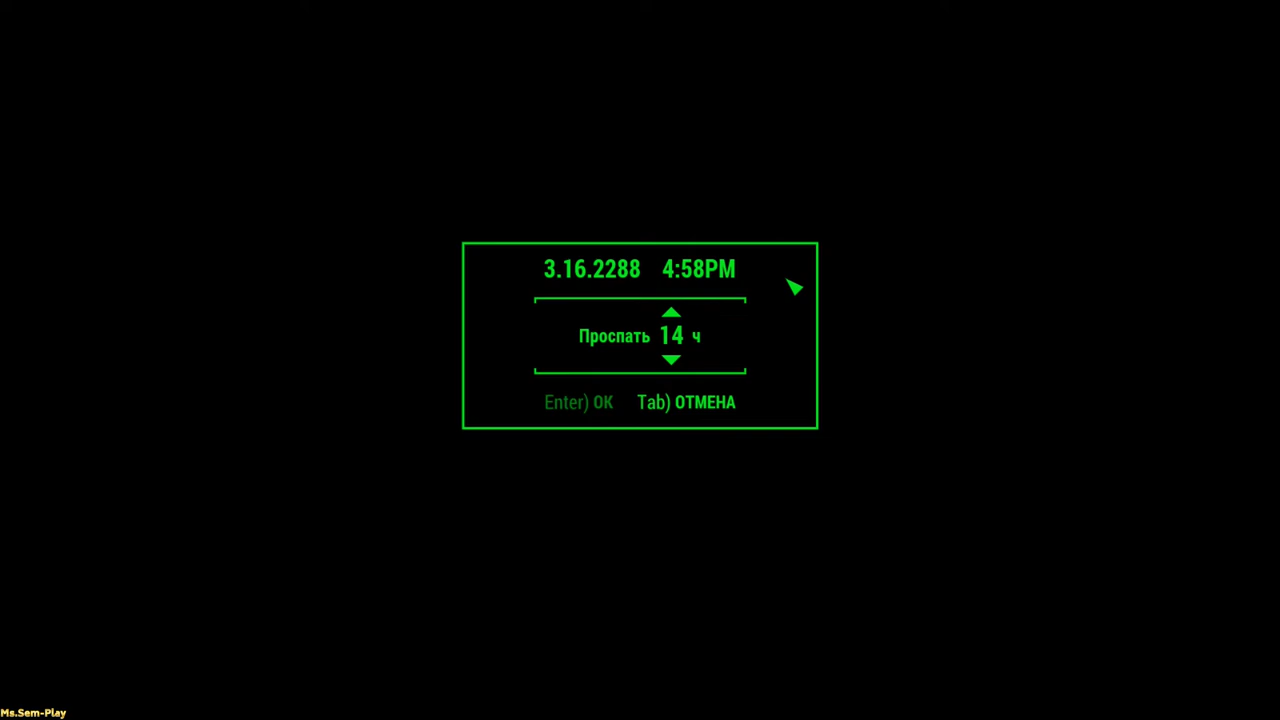 3.16.2288 4:58PM
Проспать 14 ч
Enter) ОК Tab) ОТМЕНА
Ms.Sem-Play